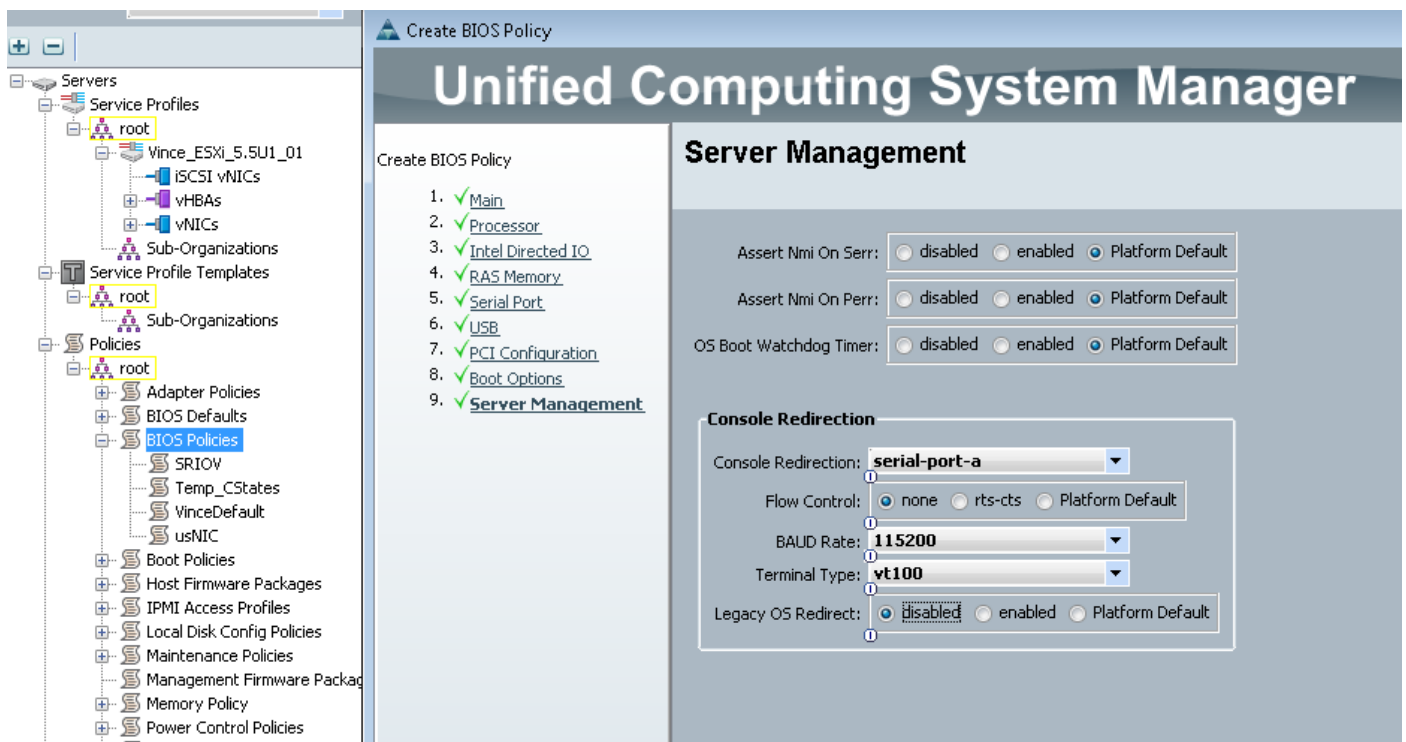 Servers
Service Profiles
root
Vince_ESXi_5.5U1_01
iSCSI vNICs
vHBAs
vNICs
Sub-Organizations
Service Profile Templates
root
Sub-Organizations
Policies
root
Adapter Policies
BIOS Defaults
BIOS Policies
SRIOV
Temp_CStates
VinceDefault
usNIC
Boot Policies
Host Firmware Packages
IPMI Access Profiles
Local Disk Config Policies
Maintenance Policies
Management Firmware Packag
Memory Policy
Power Control Policies
Create BIOS Policy
Unified Computing System Manager
Create BIOS Policy
1. Main
2. Processor
3. Intel Directed IO
4. RAS Memory
5. Serial Port
6. USB
7. PCI Configuration
8. Boot Options
9. Server Management
Server Management
Assert Nmi On Serr: disabled enabled Platform Default
Assert Nmi On Perr: disabled enabled Platform Default
OS Boot Watchdog Timer: disabled enabled Platform Default
Console Redirection
Console Redirection: serial-port-a
Flow Control: none rts-cts Platform Default
BAUD Rate: 115200
Terminal Type: vt100
Legacy OS Redirect: disabled enabled Platform Default